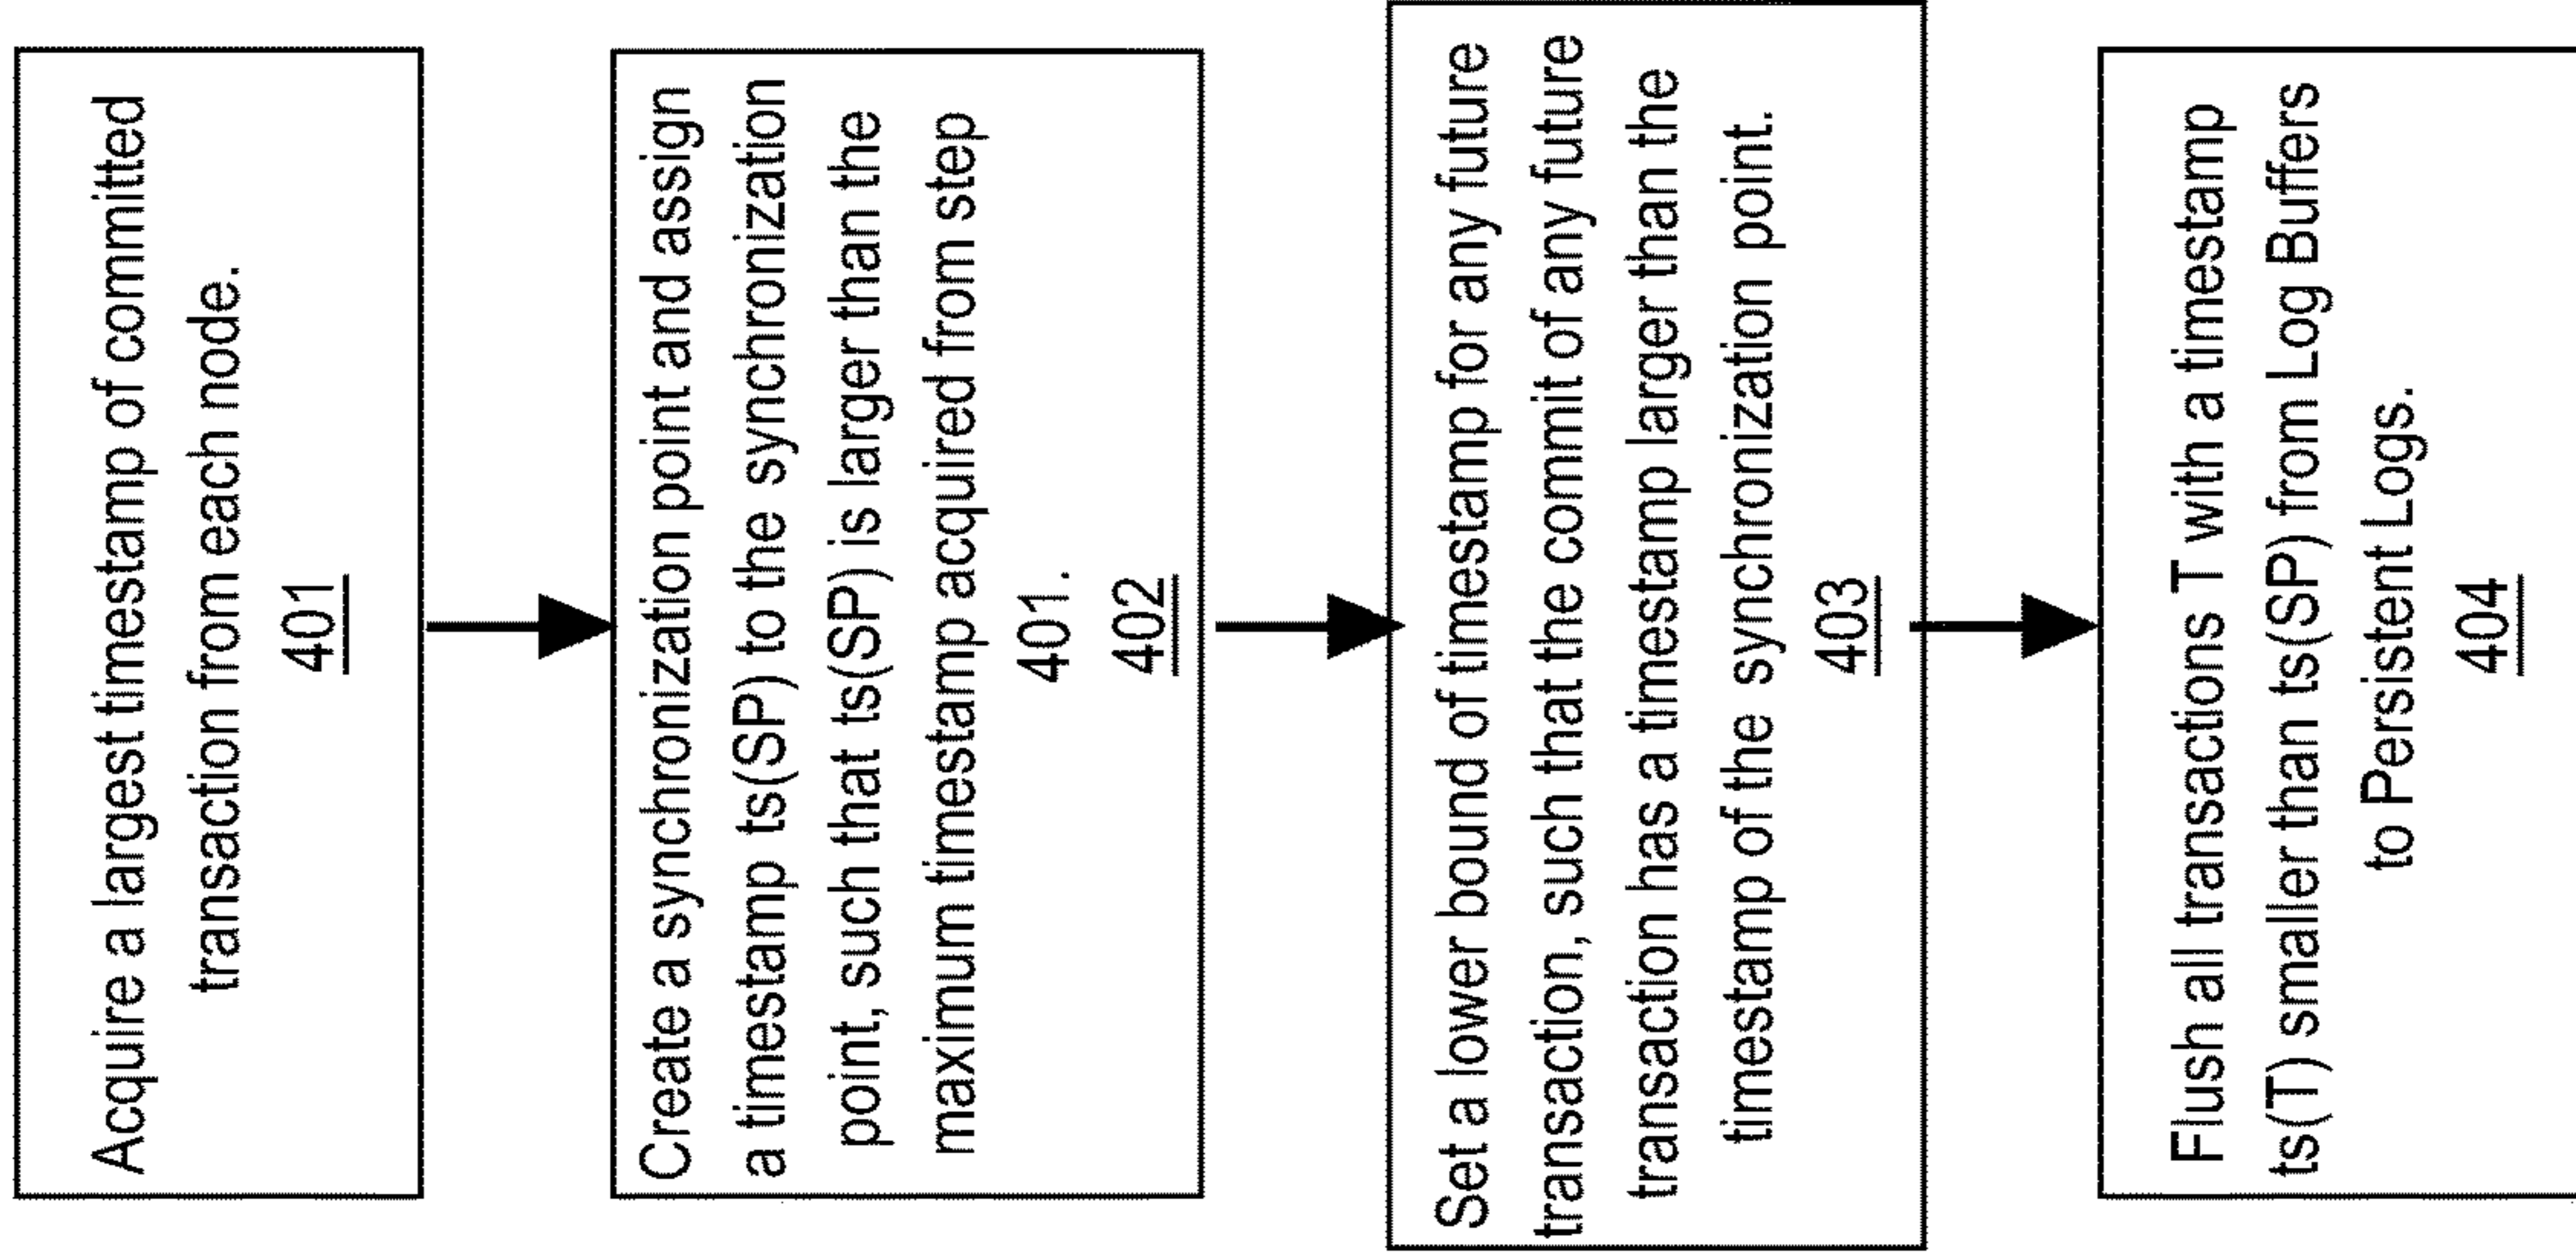 Acquire a largest timestamp of committed
transaction from each node.
401
Create a synchronization point and assign
a timestamp ts(SP) to the synchronization
point, such that ts(SP) is larger than the
maximum timestamp acquired from step
401.
402
Set a lower bound of timestamp for any future
transaction, such that the commit of any future
transaction has a timestamp larger than the
timestamp of the synchronization point.
403
Flush all transactions T with a timestamp
ts(T) smaller than ts(SP) from Log Buffers
to Persistent Logs.
404